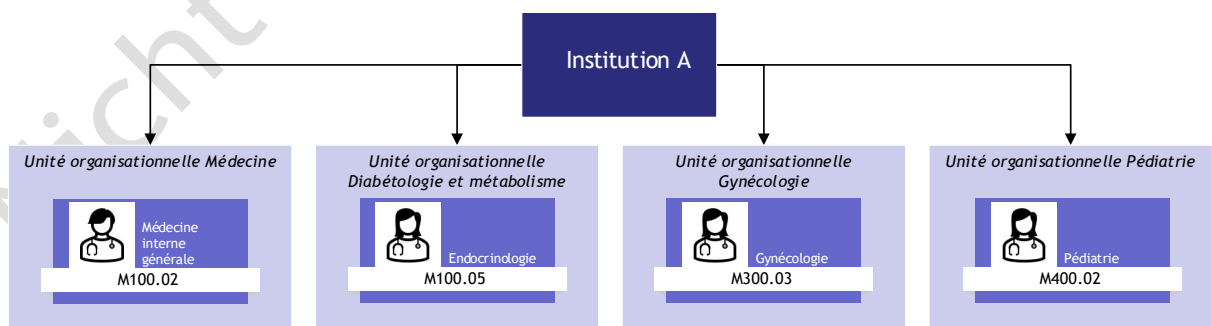 Nicht
Institution A
Unité organisationnelle Médecine
Médecine
interne
générale
M100.02
Unité organisationnelle
Diabétologie et métabolisme
Endocrinologie
M100.05
Unité organisationnelle
Gynécologie
Gynécologie
M300.03
Unité organisationnelle Pédiatrie
Pédiatrie
M400.02